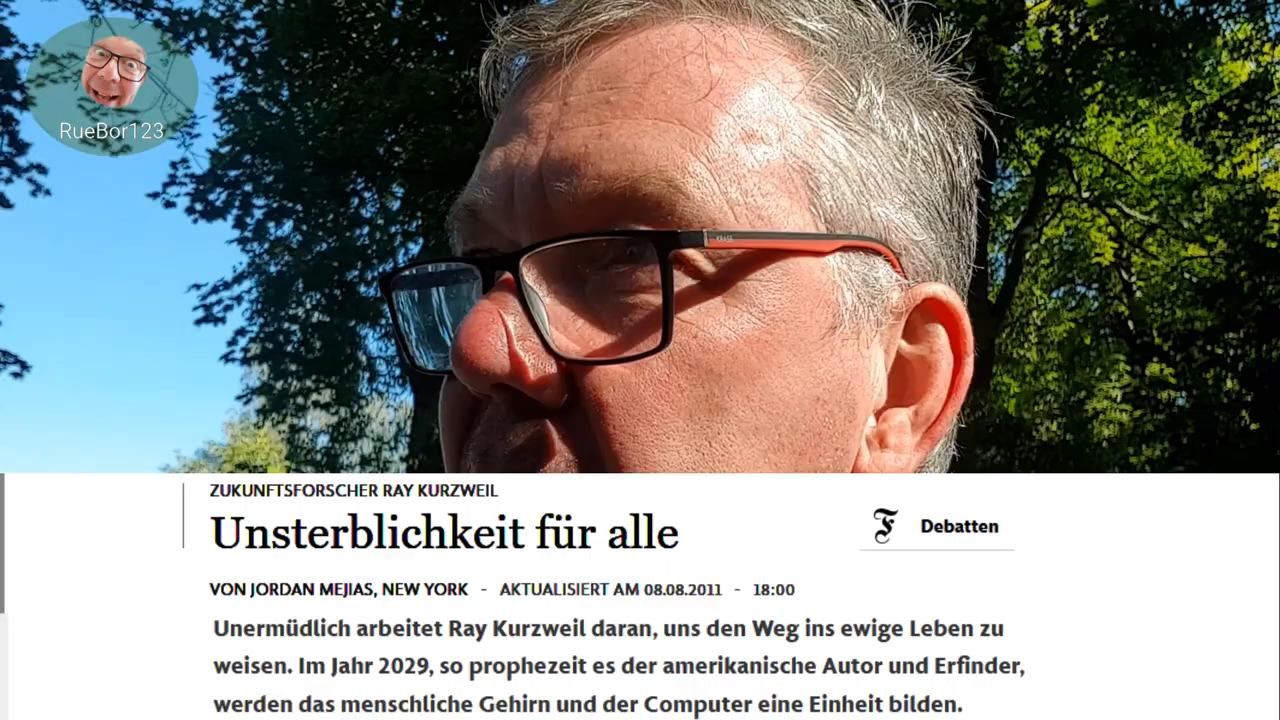 RueBor123
ZUKUNFTSFORSCHER RAY KURZWEIL
Unsterblichkeit für alle
Debatten
VON JORDAN MEJIAS, NEW YORK - AKTUALISIERT AM 08.08.2011 - 18:00
Unermüdlich arbeitet Ray Kurzweil daran, uns den Weg ins ewige Leben zu
weisen. Im Jahr 2029, so prophezeit es der amerikanische Autor und Erfinder,
werden das menschliche Gehirn und der Computer eine Einheit bilden.